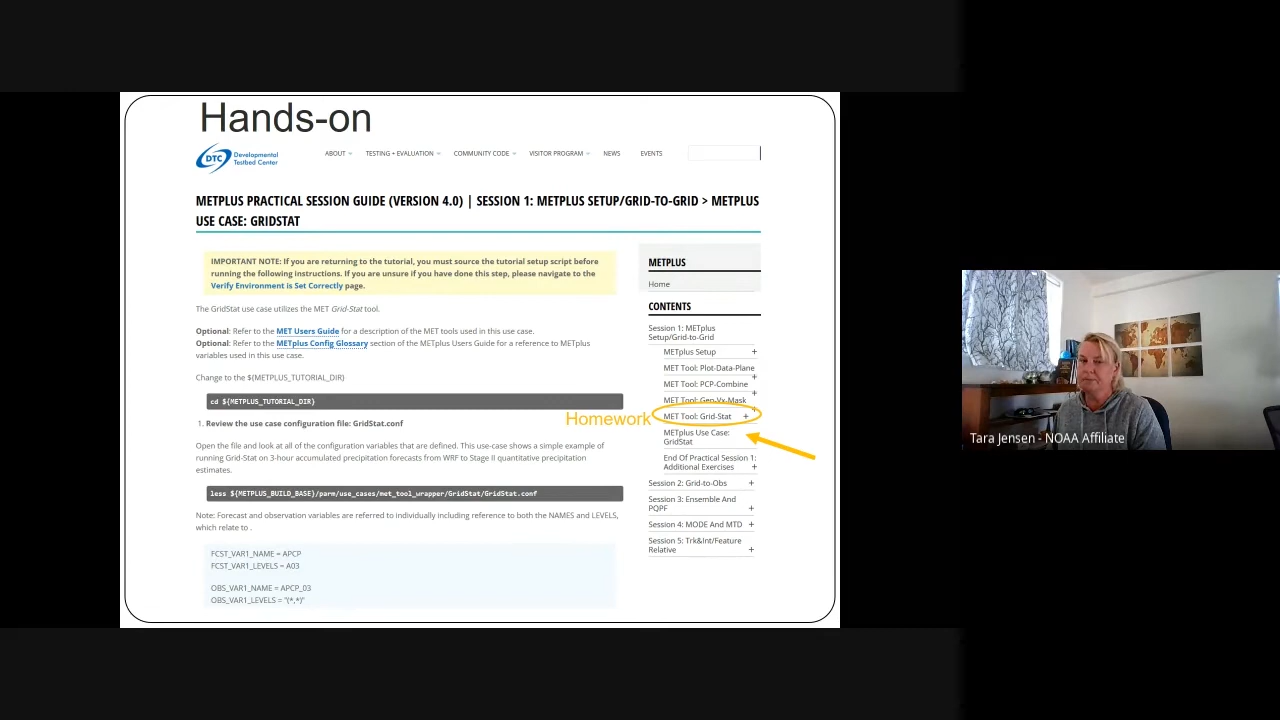 Hands-on
DTC Developmental
Testbed Center
ABOUT TESTING + EVALUATION COMMUNITY CODE VISITOR PROGRAM NEWS EVENTS
METPLUS PRACTICAL SESSION GUIDE (VERSION 4.0) | SESSION 1: METPLUS SETUP/GRID-TO-GRID > METPLUS
USE CASE: GRIDSTAT
IMPORTANT NOTE: If you are returning to the tutorial, you must source the tutorial setup script before
running the following instructions. If you are unsure if you have done this step, please navigate to the
Verify Environment is Set Correctly page.
The GridStat use case utilizes the MET Grid-Stat tool.
Optional: Refer to the MET Users Guide for a description of the MET tools used in this use case.
Optional: Refer to the METplus Config Glossary section of the METplus Users Guide for a reference to METplus
variables used in this use case.
Change to the ${METPLUS_TUTORIAL_DIR}
cd ${METPLUS_TUTORIAL_DIR}
1. Review the use case configuration file: GridStat.conf
Open the file and look at all of the configuration variables that are defined. This use-case shows a simple example of
running Grid-Stat on 3-hour accumulated precipitation forecasts from WRF to Stage II quantitative precipitation
estimates.
less ${METPLUS_BUILD_BASE}/parm/use_cases/met_tool_wrapper/GridStat/GridStat.conf
Note: Forecast and observation variables are referred to individually including reference to both the NAMES and LEVELS,
which relate to .
FCST_VAR1_NAME = APCP
FCST_VAR1_LEVELS = A03
OBS_VAR1_NAME = APCP_03
OBS_VAR1_LEVELS = "(*,*)"
METPLUS
Home
CONTENTS
Session 1: METplus
Setup/Grid-to-Grid
METplus Setup +
MET Tool: Plot-Data-Plane
+
MET Tool: PCP-Combine
+
MET Tool: Gen-Vx-Mask
+
Homework
MET Tool: Grid-Stat +
METplus Use Case:
GridStat
End Of Practical Session 1:
Additional Exercises +
Session 2: Grid-to-Obs +
Session 3: Ensemble And
PQPF +
Session 4: MODE And MTD +
Session 5: Trk&Int/Feature
Relative +
Tara Jensen - NOAA Affiliate